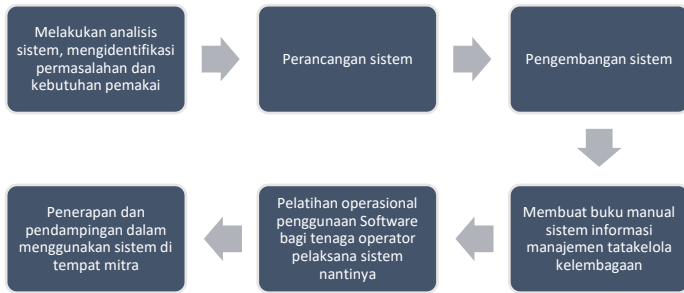 Melakukan analisis
sistem, mengidentifikasi
permasalahan dan
kebutuhan pemakai
Perancangan sistem
Pengembangan sistem
Membuat buku manual
sistem informasi
manajemen tatakelola
kelembagaan
Pelatihan operasional
penggunaan Software
bagi tenaga operator
pelaksana sistem
nantinya
Penerapan dan
pendampingan dalam
menggunakan sistem di
tempat mitra